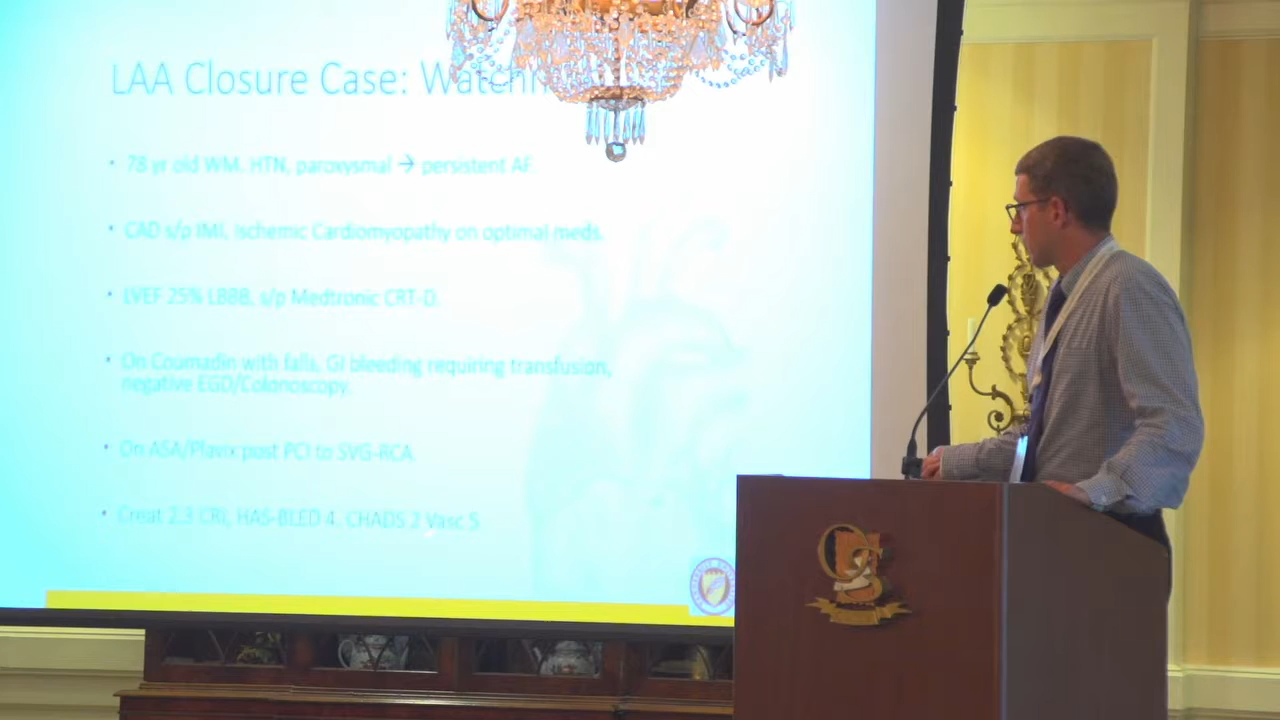 LAA Closure Case:
78 yr old WM, HTN, paroxysmal → persistent AF
CAD s/p IMI, Ischemic Cardiomyopathy on optimal meds.
LVEF 25% LBBB, s/p Medtronic CRT-D
On Coumadin with falls, GI bleeding requiring transfusion,
negative EGD/Colonoscopy.
On ASA/Plavix post PCI to SVG-RCA
Creat 2.3 CRI, HAS-BLED 4, CHADS 2 Vasc 5